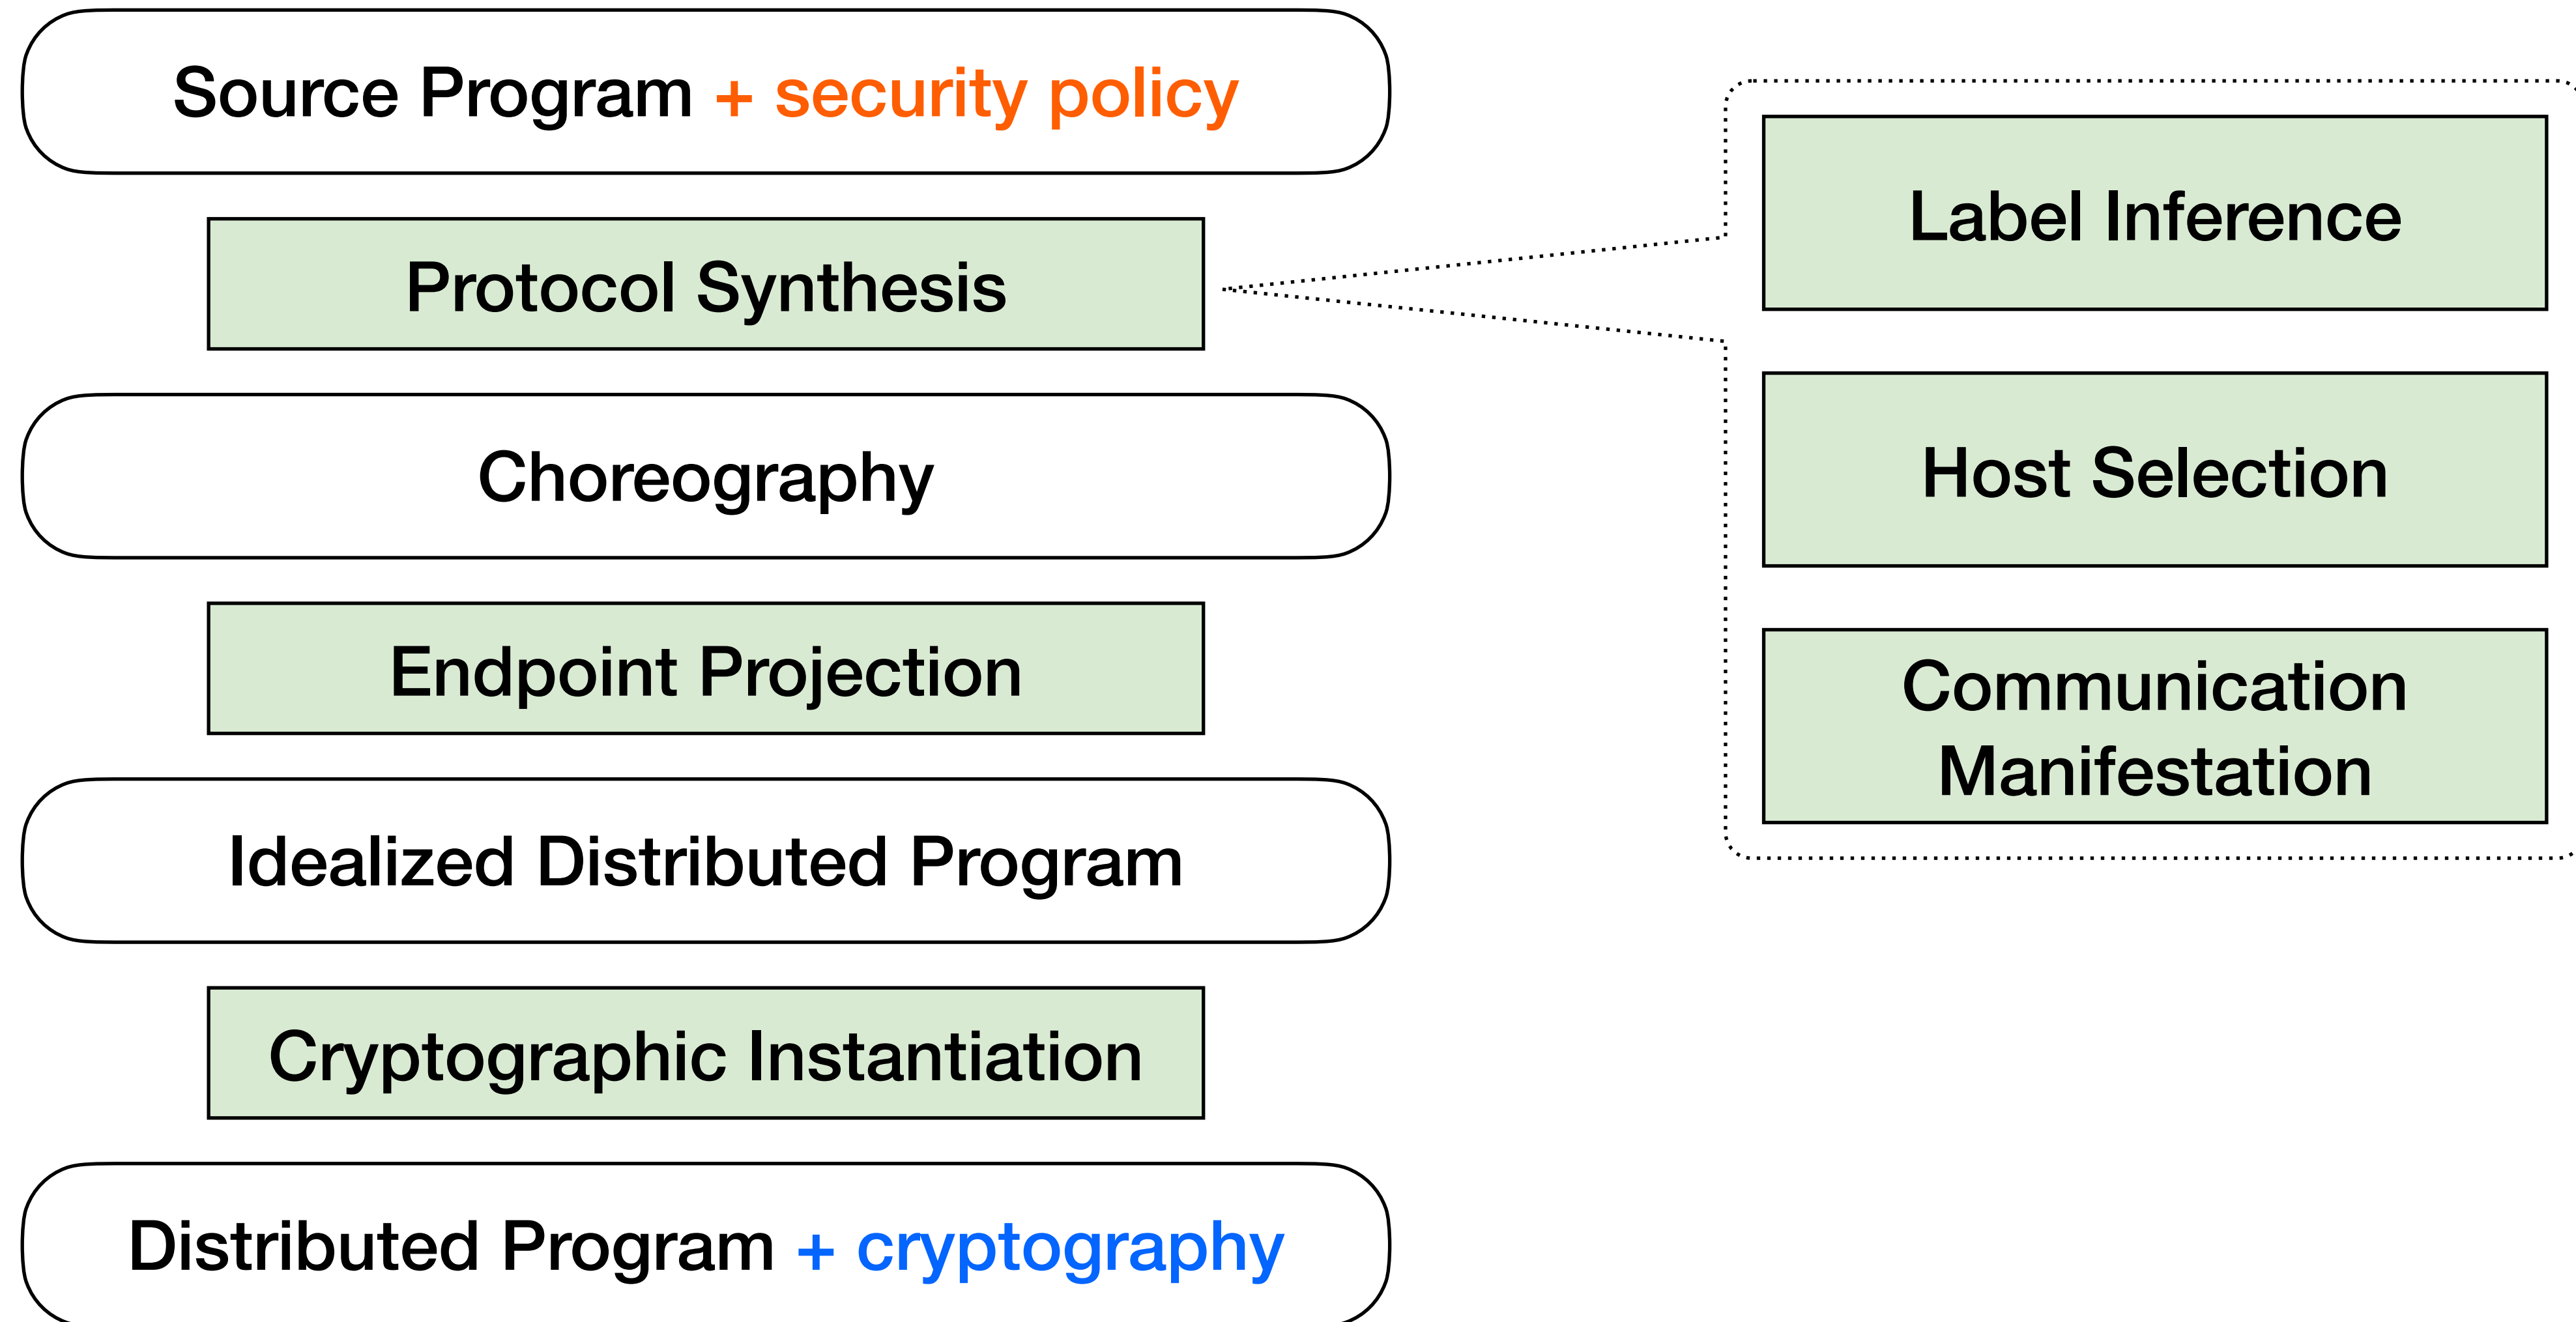 Source Program + security policy
Protocol Synthesis
Choreography
Endpoint Projection
Idealized Distributed Program
Cryptographic Instantiation
Distributed Program + cryptography
Label Inference
Host Selection
Communication
Manifestation